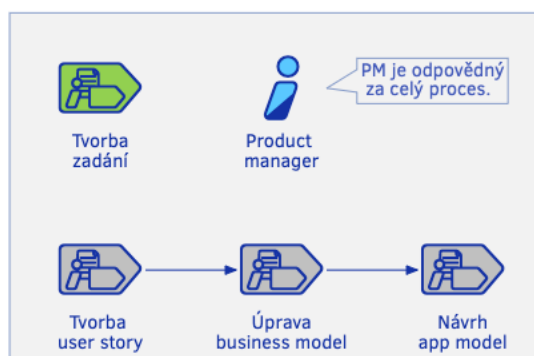 PM je odpovědný
za celý proces.
Tvorba
zadání
Product
manager
Tvorba
user story
Úprava
business model
Návrh
app model